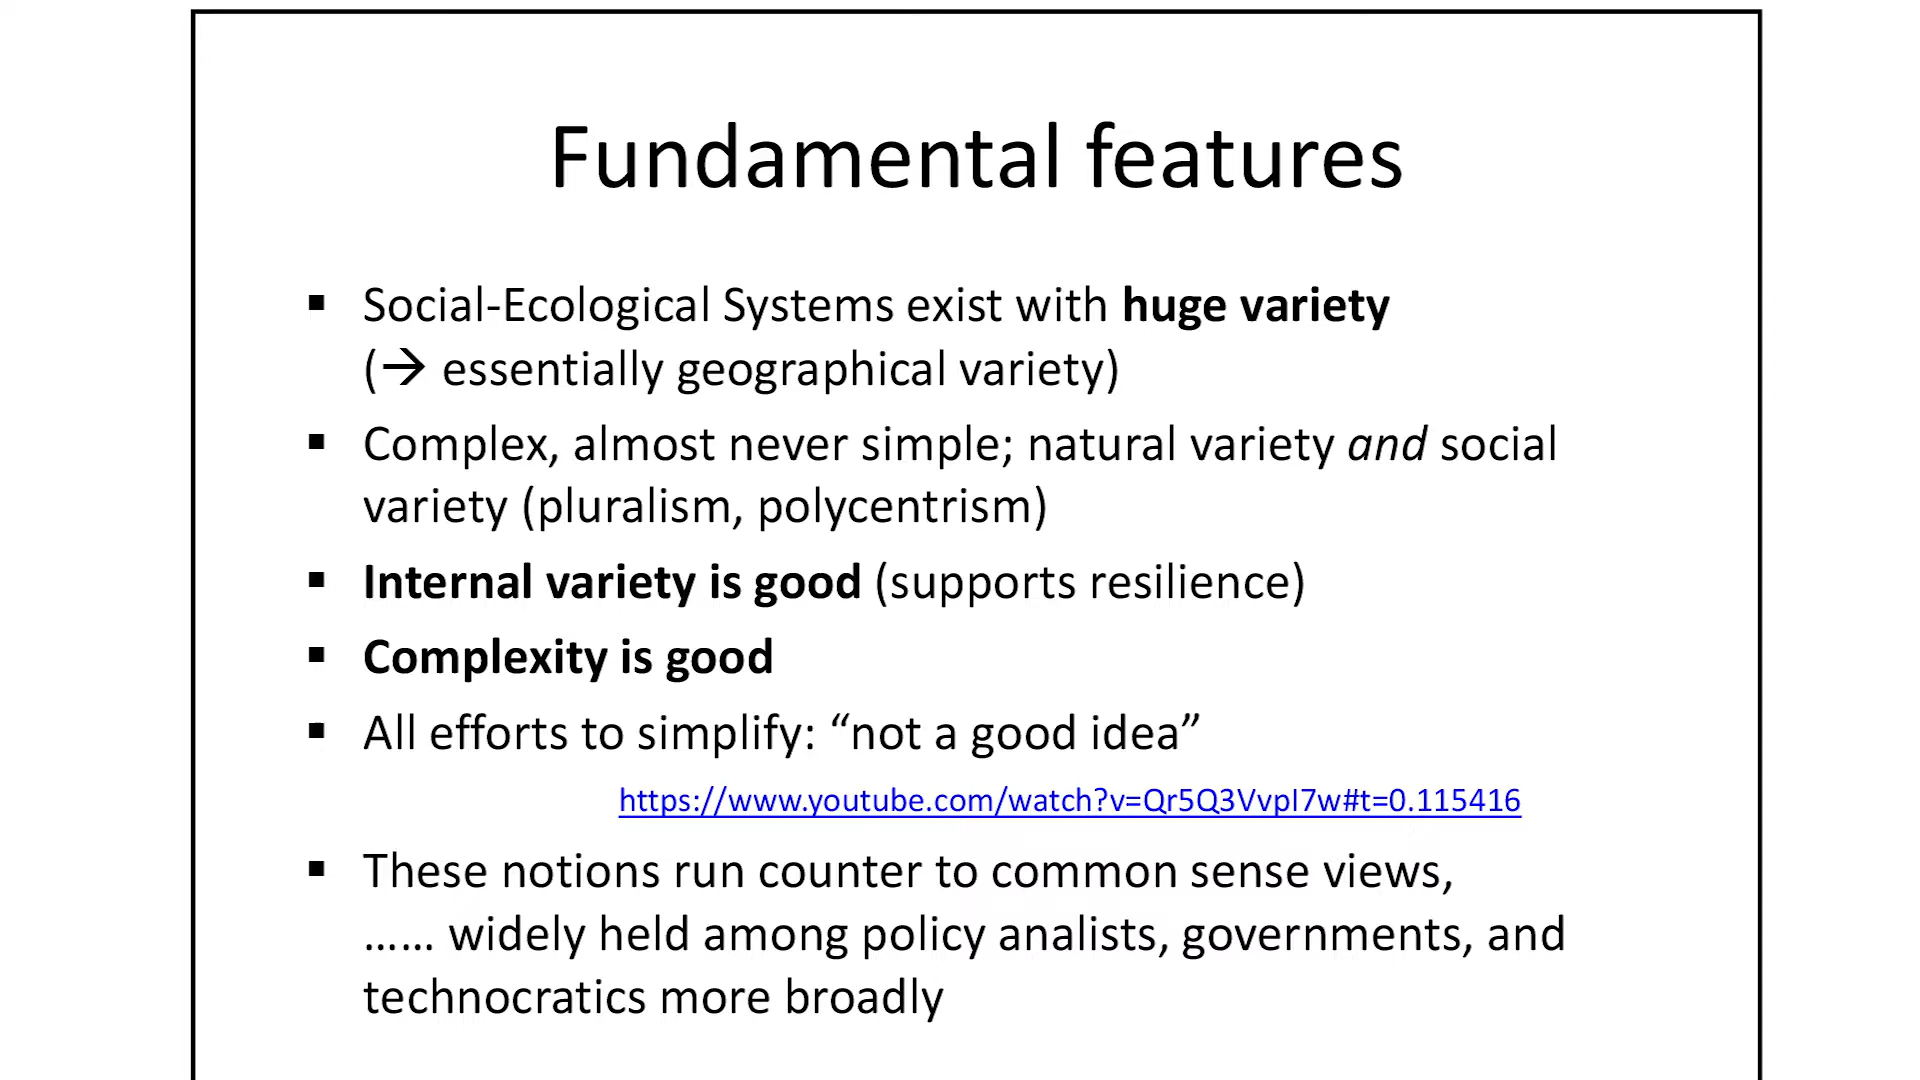 Fundamental features
▪ Social-Ecological Systems exist with huge variety
(→ essentially geographical variety)
▪ Complex, almost never simple; natural variety and social
variety (pluralism, polycentrism)
▪ Internal variety is good (supports resilience)
▪ Complexity is good
▪ All efforts to simplify: “not a good idea”
https://www.youtube.com/watch?v=Qr5Q3VvpI7w#t=0.115416
▪ These notions run counter to common sense views,
…… widely held among policy analists, governments, and
technocratics more broadly